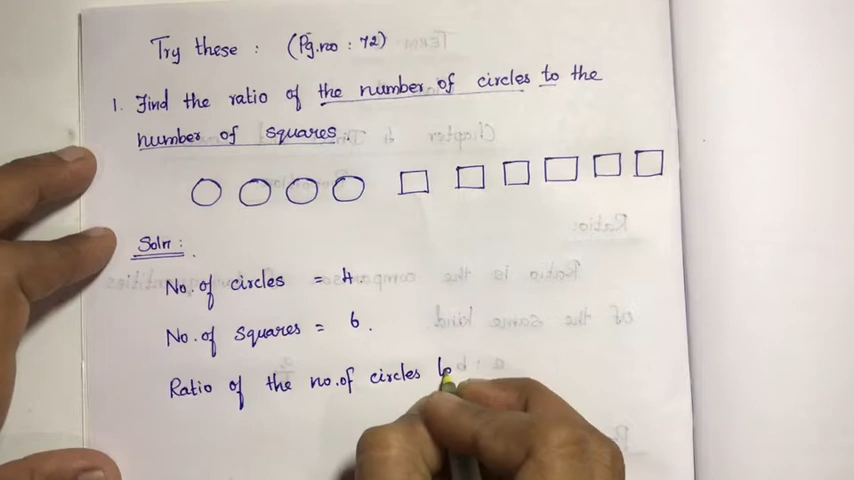 Try these : (Pg.no : 72)
1. Find the ratio of the number of circles to the
number of squares.
Soln :
No. of circles = 4.
No. of squares = 6.
Ratio of the no. of circles to